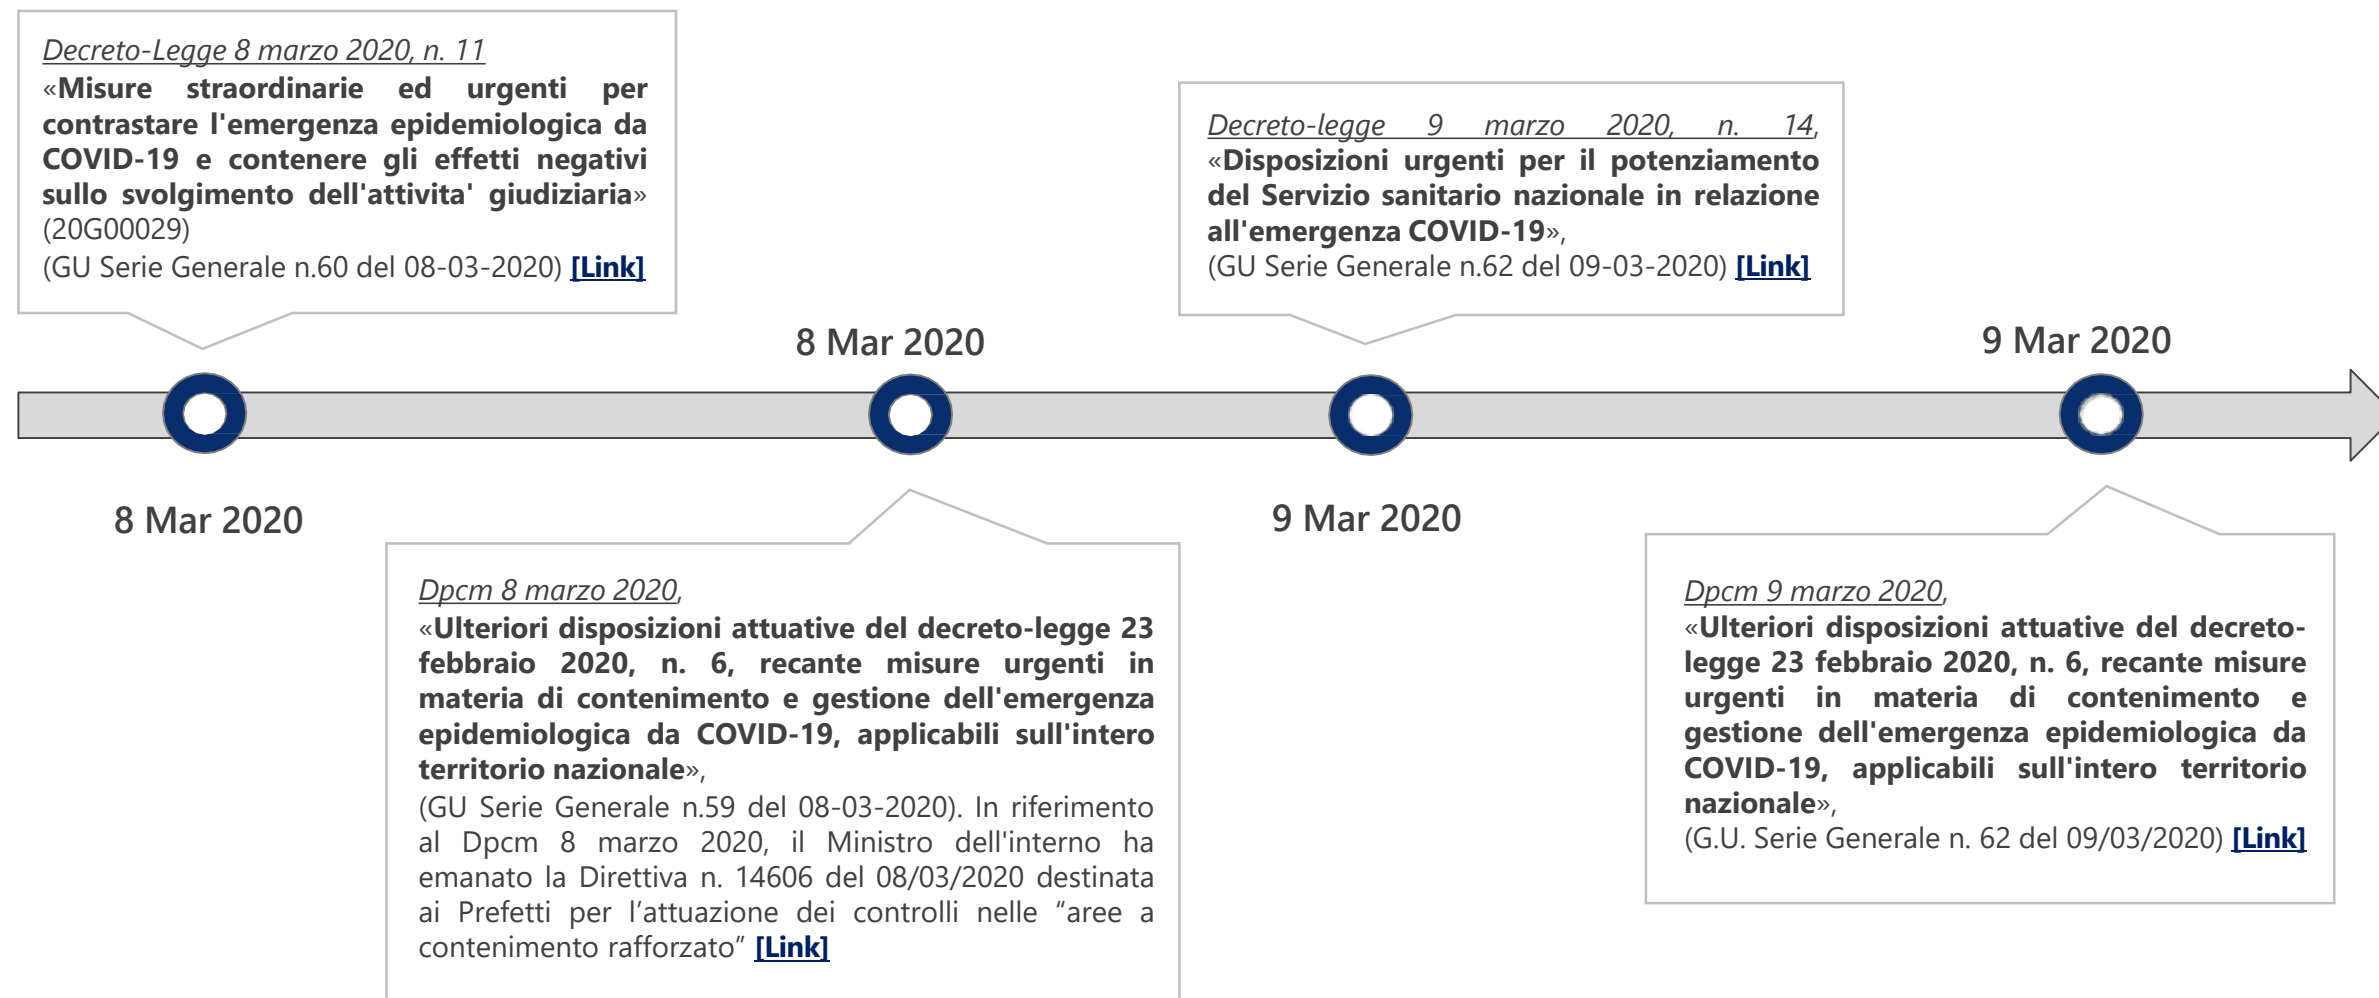 Decreto-Legge 8 marzo 2020, n. 11
«Misure straordinarie ed urgenti per
contrastare l'emergenza epidemiologica da
COVID-19 e contenere gli effetti negativi
sullo svolgimento dell'attivita' giudiziaria»
(20G00029)
(GU Serie Generale n.60 del 08-03-2020) [Link]
8 Mar 2020
8 Mar 2020
Dpcm 8 marzo 2020,
«Ulteriori disposizioni attuative del decreto-legge 23
febbraio 2020, n. 6, recante misure urgenti in
materia di contenimento e gestione dell'emergenza
epidemiologica da COVID-19, applicabili sull'intero
territorio nazionale»,
(GU Serie Generale n.59 del 08-03-2020). In riferimento
al Dpcm 8 marzo 2020, il Ministro dell'interno ha
emanato la Direttiva n. 14606 del 08/03/2020 destinata
ai Prefetti per l’attuazione dei controlli nelle “aree a
contenimento rafforzato” [Link]
Decreto-legge 9 marzo 2020, n. 14,
«Disposizioni urgenti per il potenziamento
del Servizio sanitario nazionale in relazione
all'emergenza COVID-19»,
(GU Serie Generale n.62 del 09-03-2020) [Link]
9 Mar 2020
9 Mar 2020
Dpcm 9 marzo 2020,
«Ulteriori disposizioni attuative del decreto-
legge 23 febbraio 2020, n. 6, recante misure
urgenti in materia di contenimento e
gestione dell'emergenza epidemiologica da
COVID-19, applicabili sull'intero territorio
nazionale»,
(G.U. Serie Generale n. 62 del 09/03/2020) [Link]